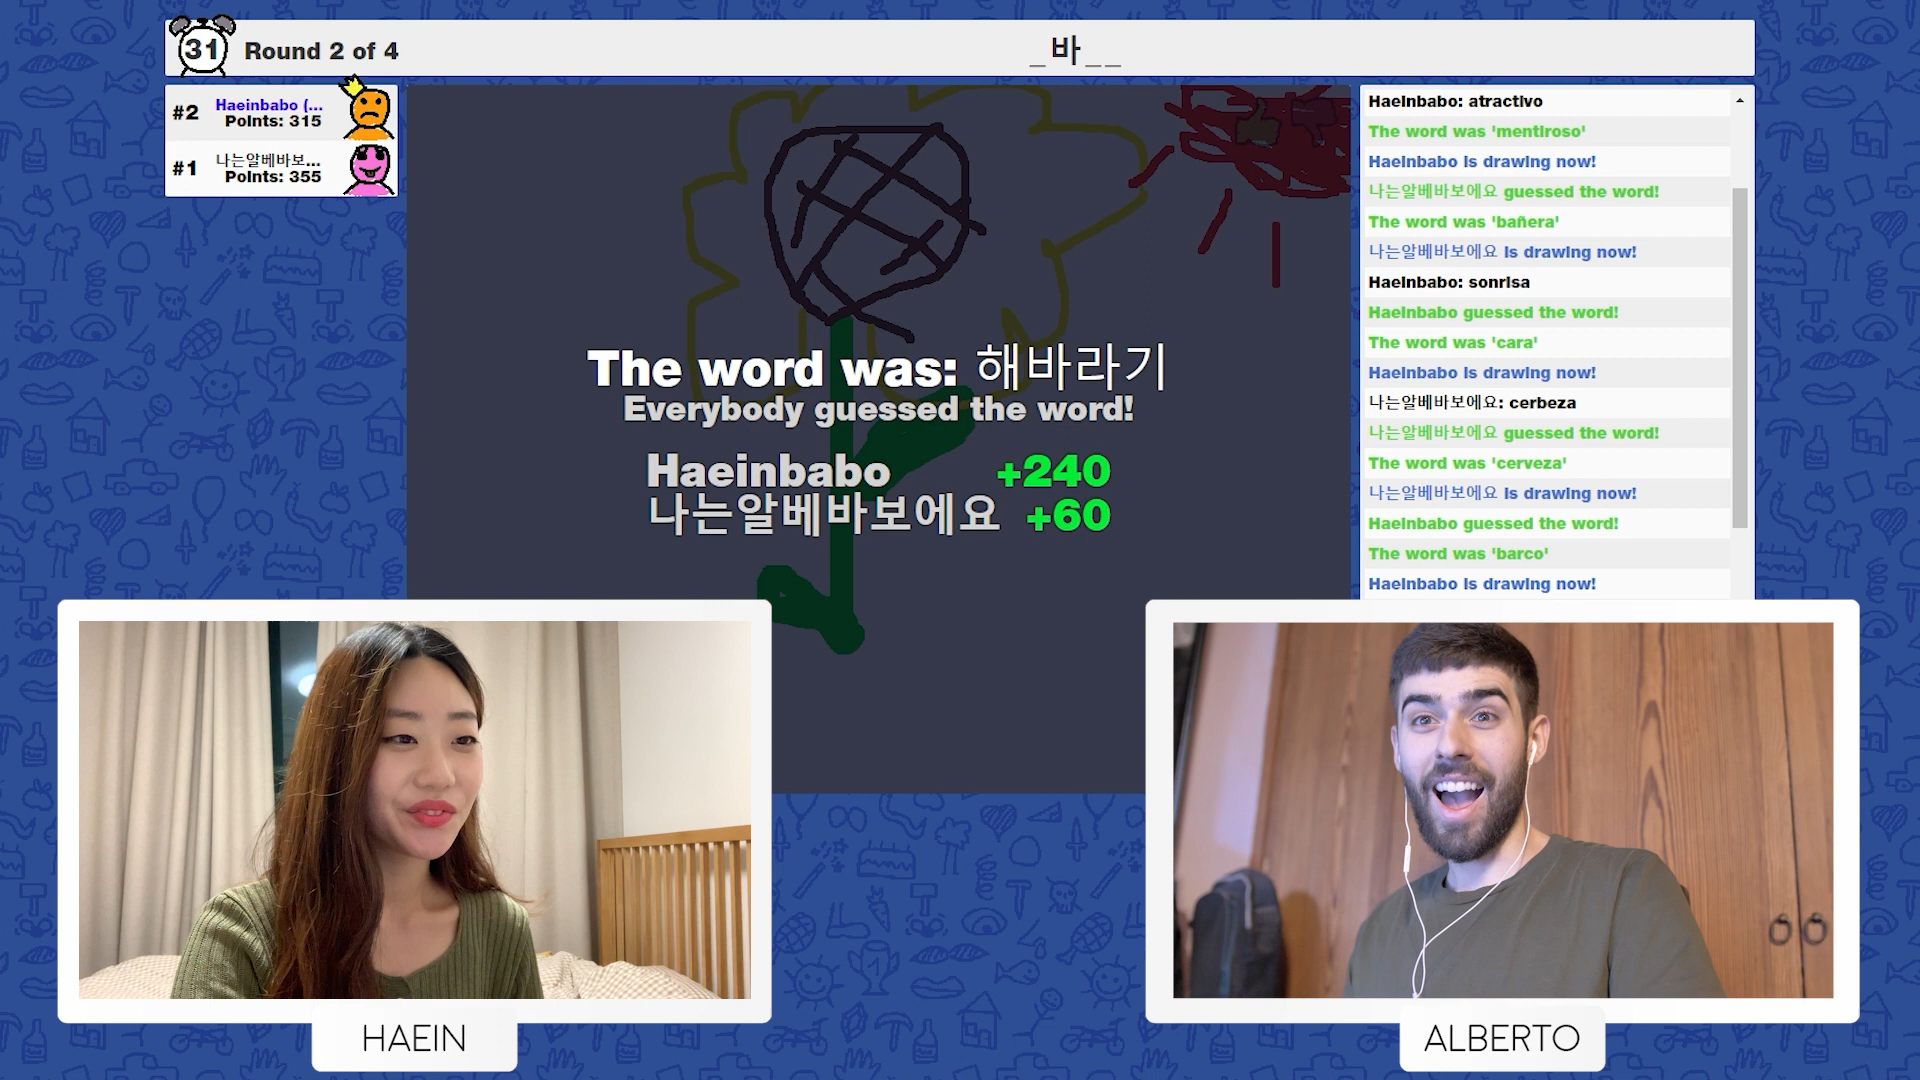 31
Round 2 of 4
_바__
#2
Haeinbabo (...
Points: 315
#1
나는알베바보...
Points: 355
The word was: 해바라기
Everybody guessed the word!
Haeinbabo +240
나는알베바보에요 +60
Haeinbabo: atractivo
The word was 'mentiroso'
Haeinbabo is drawing now!
나는알베바보에요 guessed the word!
The word was 'bañera'
나는알베바보에요 is drawing now!
Haeinbabo: sonrisa
Haeinbabo guessed the word!
The word was 'cara'
Haeinbabo is drawing now!
나는알베바보에요: cerbeza
나는알베바보에요 guessed the word!
The word was 'cerveza'
나는알베바보에요 is drawing now!
Haeinbabo guessed the word!
The word was 'barco'
Haeinbabo is drawing now!
HAEIN
ALBERTO